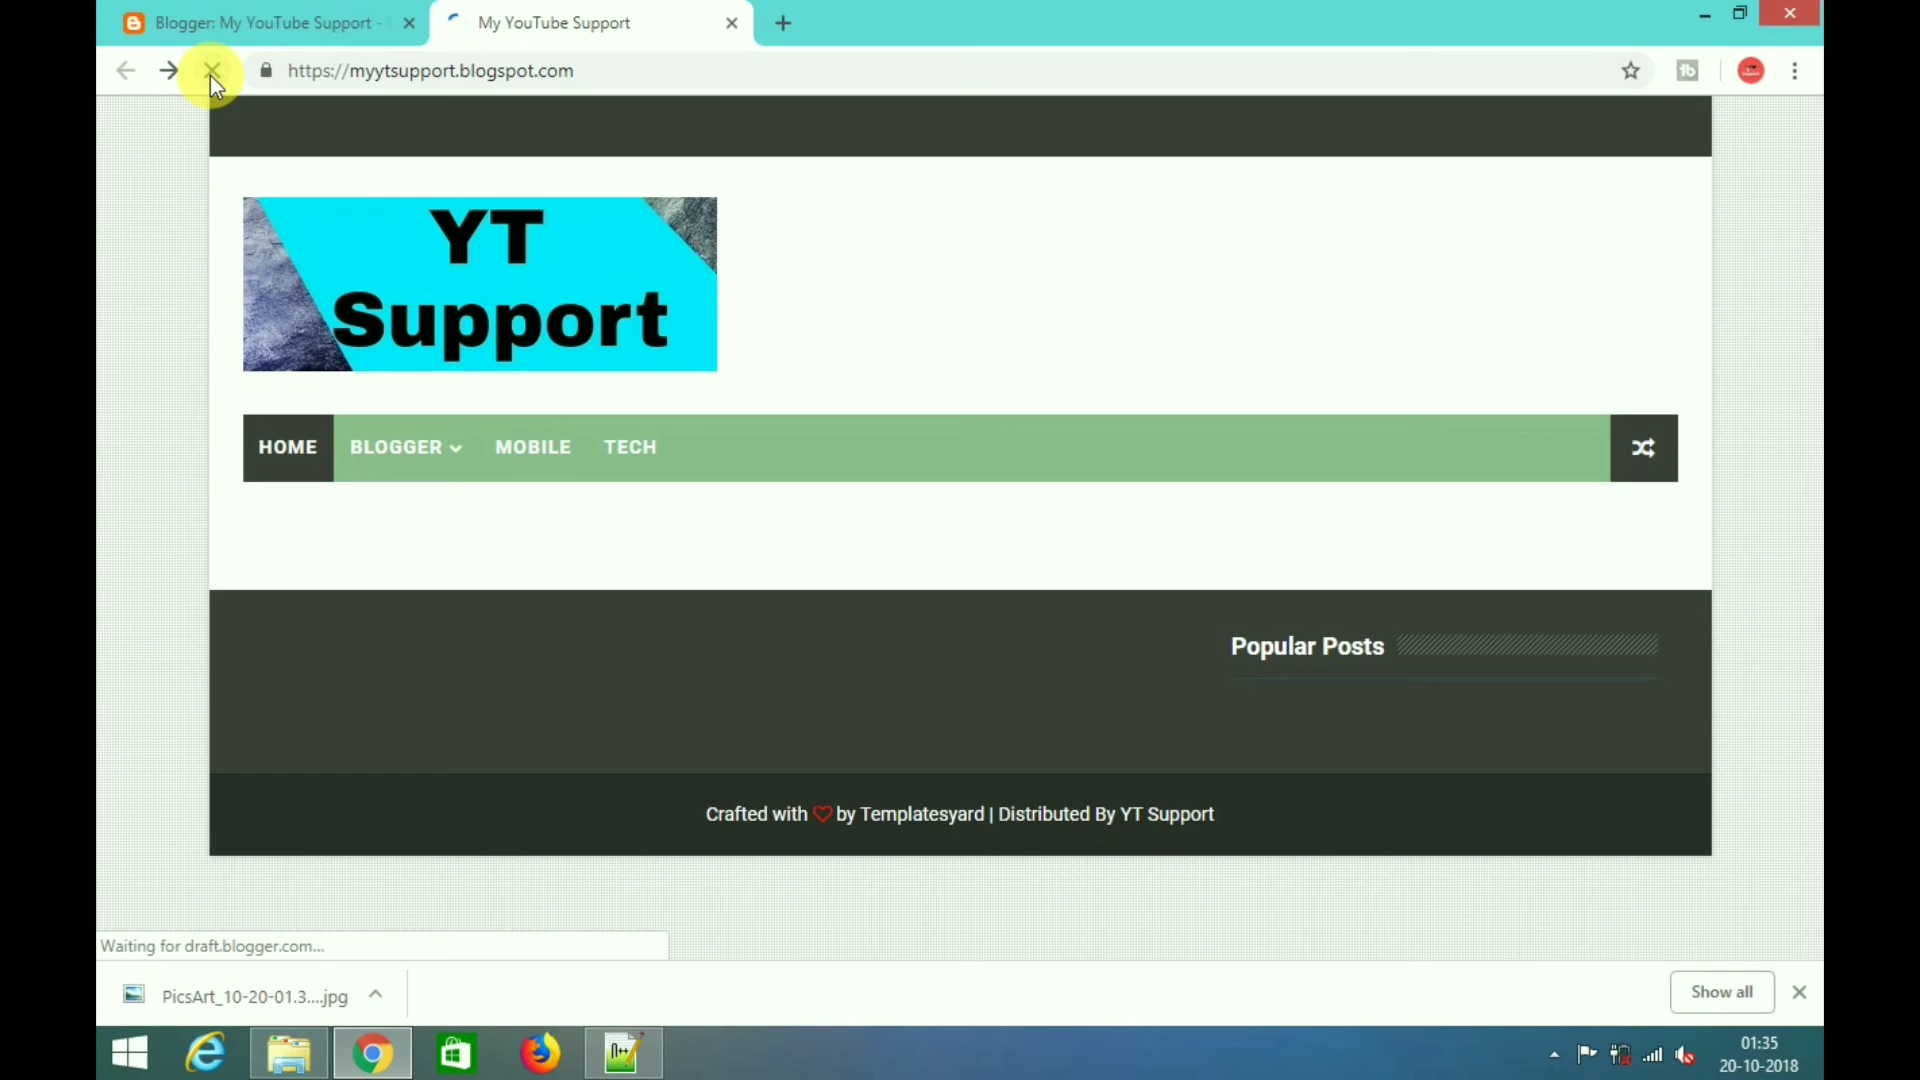 Blogger: My YouTube Support -
My YouTube Support
https://myytsupport.blogspot.com
YT
Support
HOME BLOGGER MOBILE TECH
Popular Posts
Crafted with by Templatesyard | Distributed By YT Support
Waiting for draft.blogger.com...
PicsArt_10-20-01.3....jpg
Show all
01:35
20-10-2018